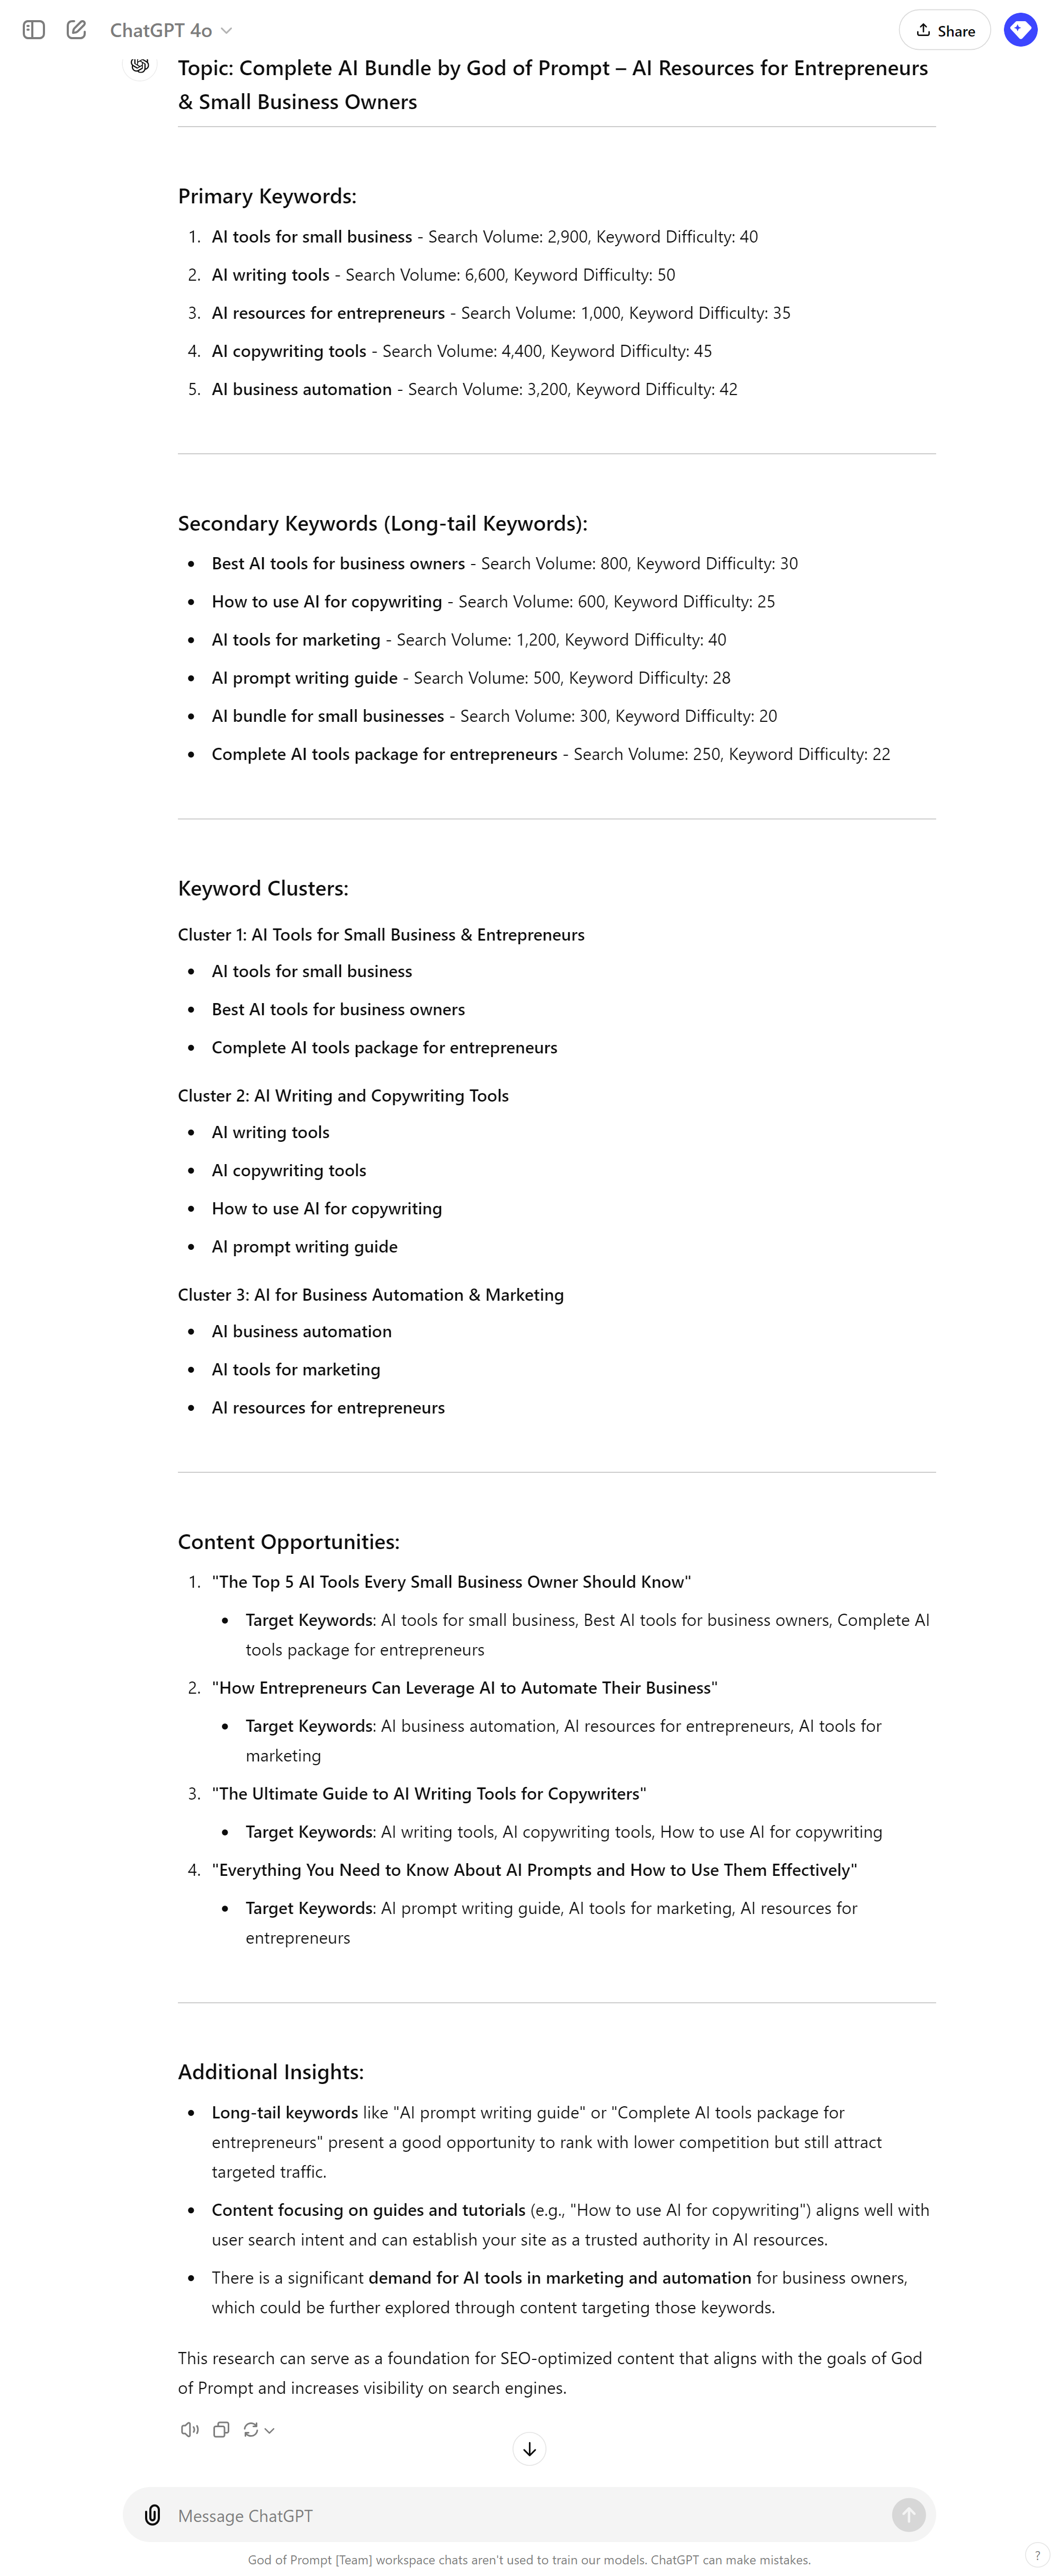 ChatGPT 4o
Share
Topic: Complete AI Bundle by God of Prompt – AI Resources for Entrepreneurs
& Small Business Owners
Primary Keywords:
1. AI tools for small business - Search Volume: 2,900, Keyword Difficulty: 40
2. AI writing tools - Search Volume: 6,600, Keyword Difficulty: 50
3. AI resources for entrepreneurs - Search Volume: 1,000, Keyword Difficulty: 35
4. AI copywriting tools - Search Volume: 4,400, Keyword Difficulty: 45
5. AI business automation - Search Volume: 3,200, Keyword Difficulty: 42
Secondary Keywords (Long-tail Keywords):
• Best AI tools for business owners - Search Volume: 800, Keyword Difficulty: 30
• How to use AI for copywriting - Search Volume: 600, Keyword Difficulty: 25
• AI tools for marketing - Search Volume: 1,200, Keyword Difficulty: 40
• AI prompt writing guide - Search Volume: 500, Keyword Difficulty: 28
• AI bundle for small businesses - Search Volume: 300, Keyword Difficulty: 20
• Complete AI tools package for entrepreneurs - Search Volume: 250, Keyword Difficulty: 22
Keyword Clusters:
Cluster 1: AI Tools for Small Business & Entrepreneurs
• AI tools for small business
• Best AI tools for business owners
• Complete AI tools package for entrepreneurs
Cluster 2: AI Writing and Copywriting Tools
• AI writing tools
• AI copywriting tools
• How to use AI for copywriting
• AI prompt writing guide
Cluster 3: AI for Business Automation & Marketing
• AI business automation
• AI tools for marketing
• AI resources for entrepreneurs
Content Opportunities:
1. "The Top 5 AI Tools Every Small Business Owner Should Know"
• Target Keywords: AI tools for small business, Best AI tools for business owners, Complete AI
tools package for entrepreneurs
2. "How Entrepreneurs Can Leverage AI to Automate Their Business"
• Target Keywords: AI business automation, AI resources for entrepreneurs, AI tools for
marketing
3. "The Ultimate Guide to AI Writing Tools for Copywriters"
• Target Keywords: AI writing tools, AI copywriting tools, How to use AI for copywriting
4. "Everything You Need to Know About AI Prompts and How to Use Them Effectively"
• Target Keywords: AI prompt writing guide, AI tools for marketing, AI resources for
entrepreneurs
Additional Insights:
• Long-tail keywords like "AI prompt writing guide" or "Complete AI tools package for
entrepreneurs" present a good opportunity to rank with lower competition but still attract
targeted traffic.
• Content focusing on guides and tutorials (e.g., "How to use AI for copywriting") aligns well with
user search intent and can establish your site as a trusted authority in AI resources.
• There is a significant demand for AI tools in marketing and automation for business owners,
which could be further explored through content targeting those keywords.
This research can serve as a foundation for SEO-optimized content that aligns with the goals of God
of Prompt and increases visibility on search engines.
Message ChatGPT
God of Prompt [Team] workspace chats aren't used to train our models. ChatGPT can make mistakes.
?